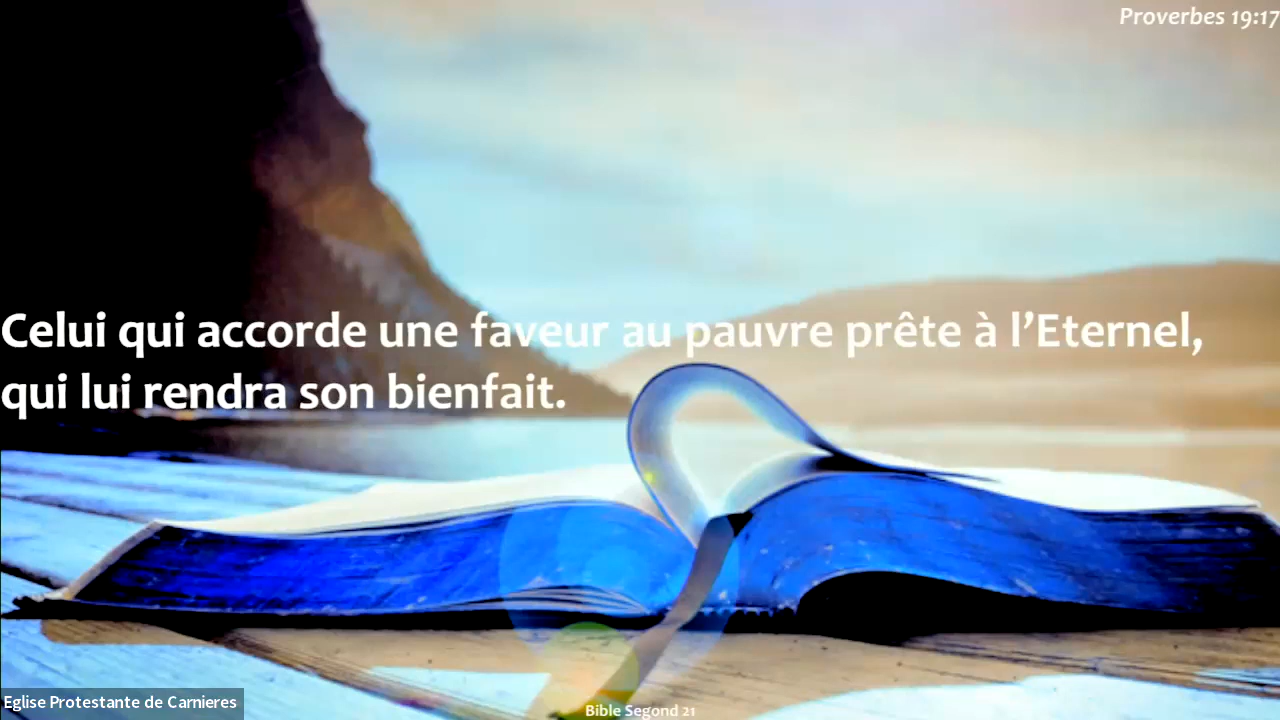 Proverbes 19:17
Celui qui accorde une faveur au pauvre prête à l’Eternel,
qui lui rendra son bienfait.
Eglise Protestante de Carnieres
Bible Segond 21